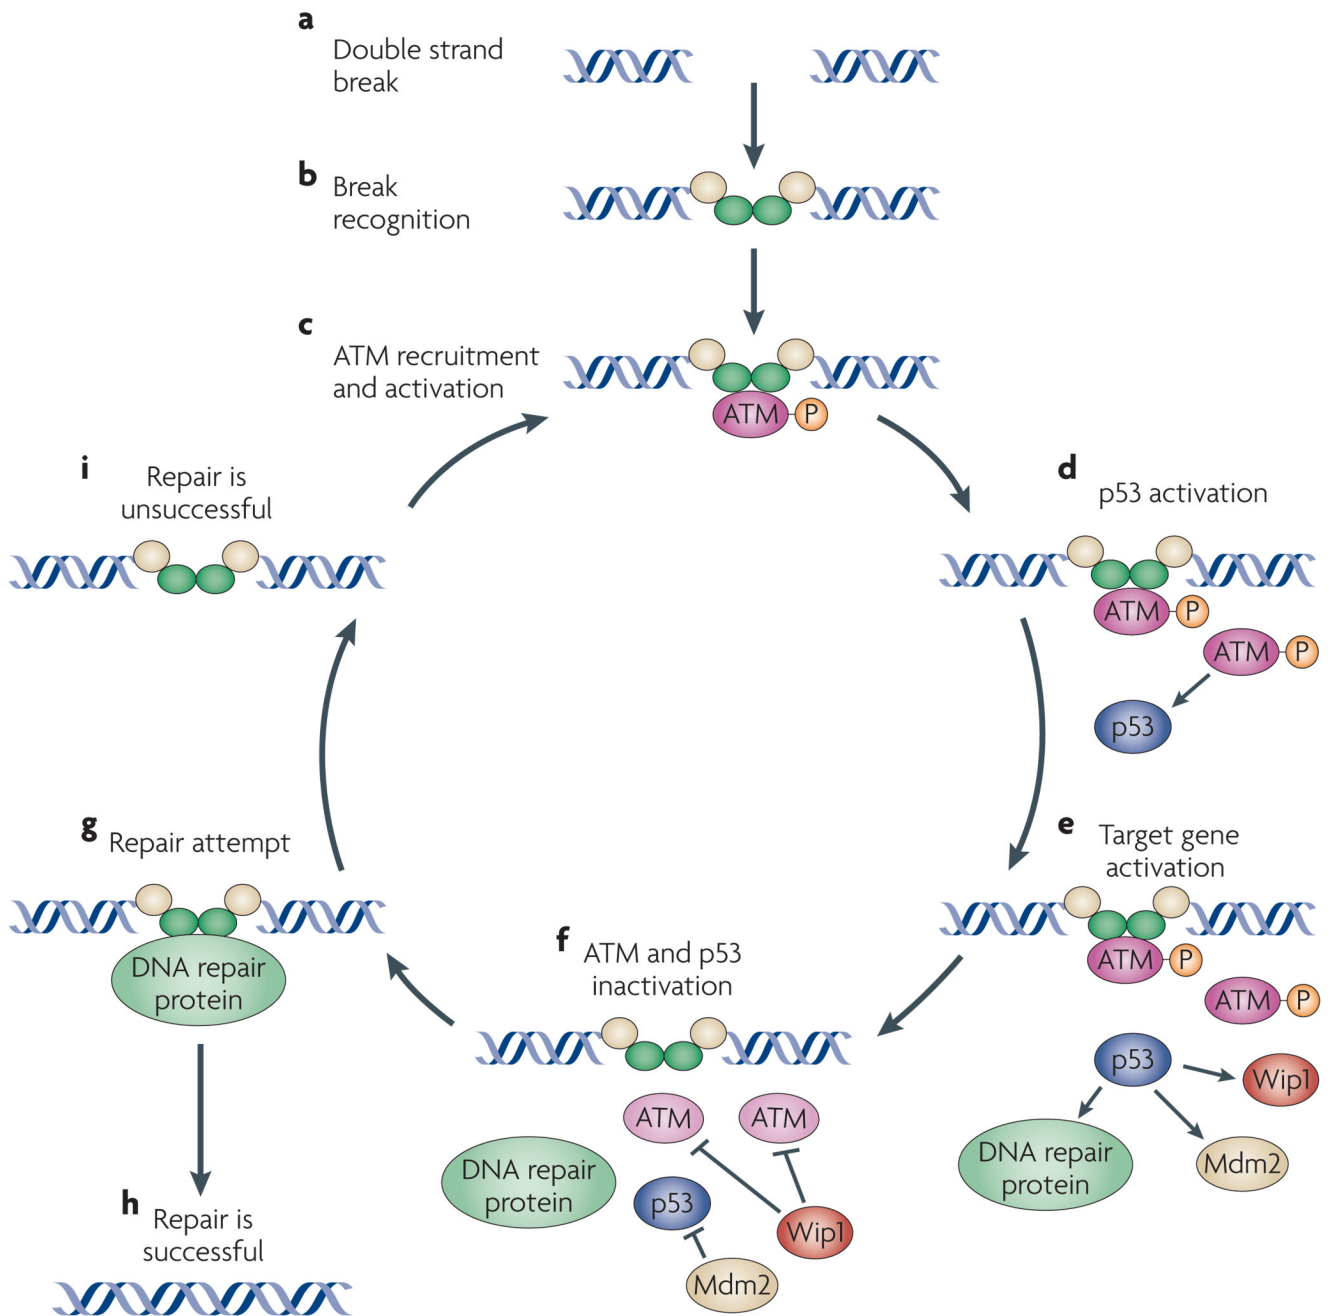 a
Double strand
break
b
Break
recognition
c
ATM recruitment
and activation
ATM
P
i
Repair is
unsuccessful
d
p53 activation
ATM
P
ATM
P
p53
g
Repair attempt
DNA repair
protein
e
Target gene
activation
ATM
P
ATM
P
p53
Wip1
DNA repair
protein
Mdm2
f
ATM and p53
inactivation
ATM
ATM
DNA repair
protein
p53
Wip1
Mdm2
h
Repair is
successful